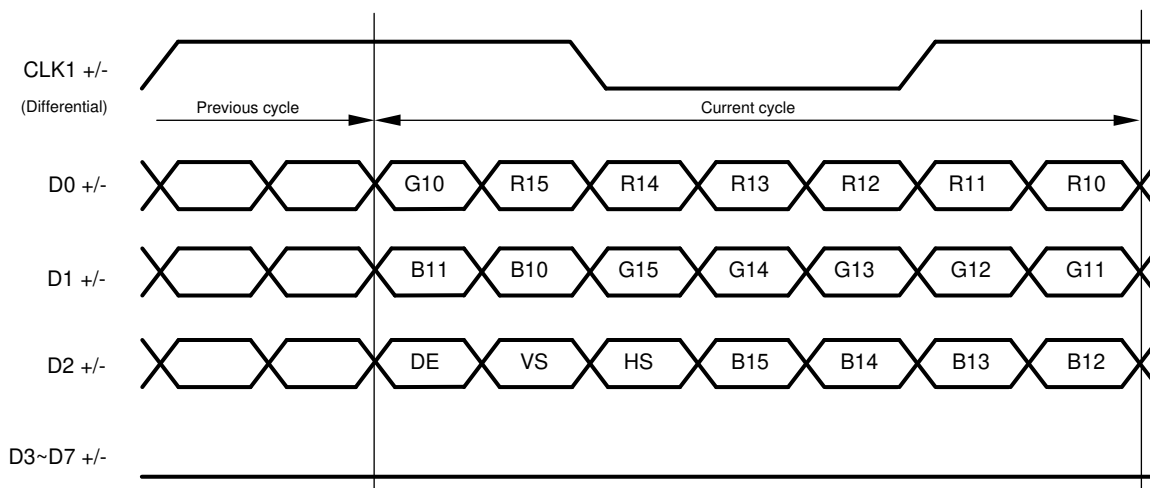 CLK1 +/-
(Differential)
Previous cycle
Current cycle
D0 +/-
G10 R15 R14 R13 R12 R11 R10
D1 +/-
B11 B10 G15 G14 G13 G12 G11
D2 +/-
DE VS HS B15 B14 B13 B12
D3~D7 +/-